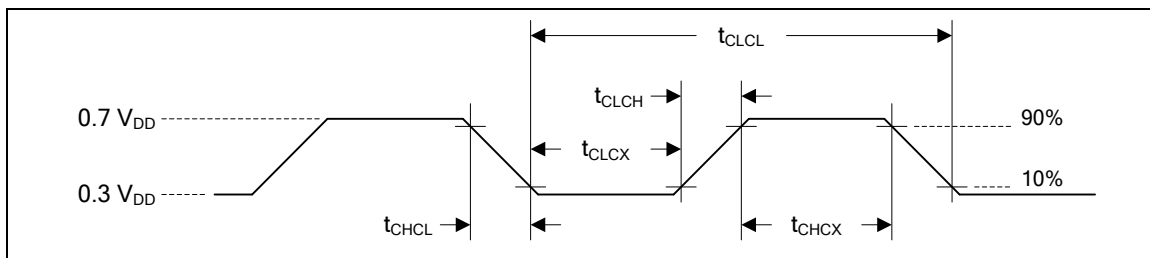 tCLCL
tCLCH
0.7 VDD
90%
tCLCX
0.3 VDD
10%
tCHCL
tCHCX